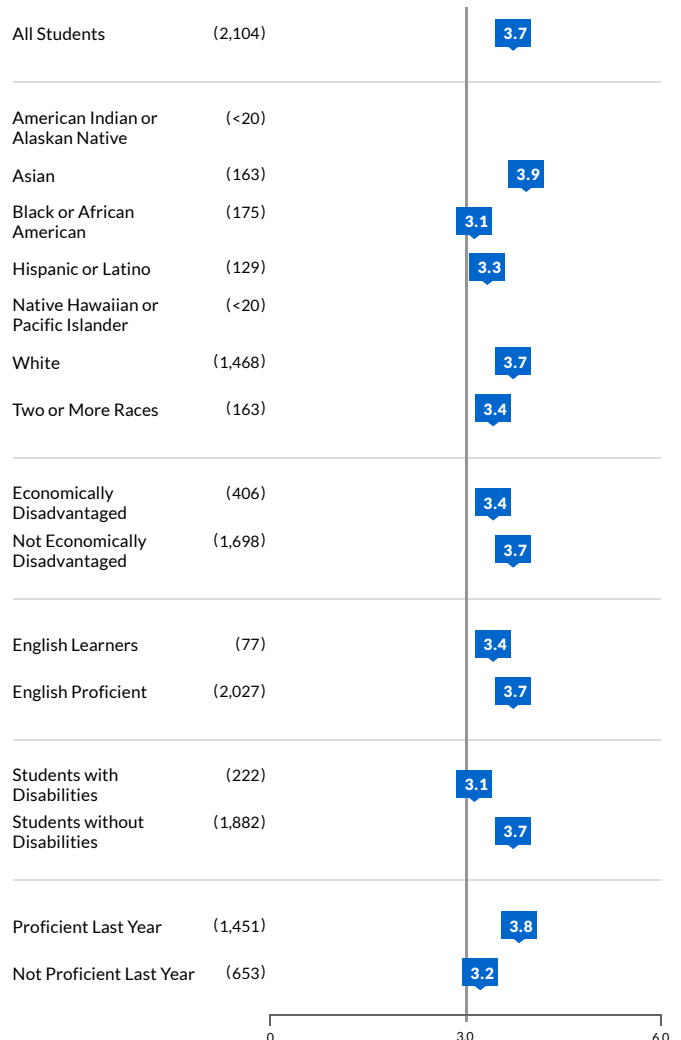 All Students (2,104) 3.7
American Indian or (<20)
Alaskan Native
Asian (163) 3.9
Black or African (175) 3.1
American
Hispanic or Latino (129) 3.3
Native Hawaiian or (<20)
Pacific Islander
White (1,468) 3.7
Two or More Races (163) 3.4
Economically (406) 3.4
Disadvantaged
Not Economically (1,698) 3.7
Disadvantaged
English Learners (77) 3.4
English Proficient (2,027) 3.7
Students with (222) 3.1
Disabilities
Students without (1,882) 3.7
Disabilities
Proficient Last Year (1,451) 3.8
Not Proficient Last Year (653) 3.2
0 3.0 6.0